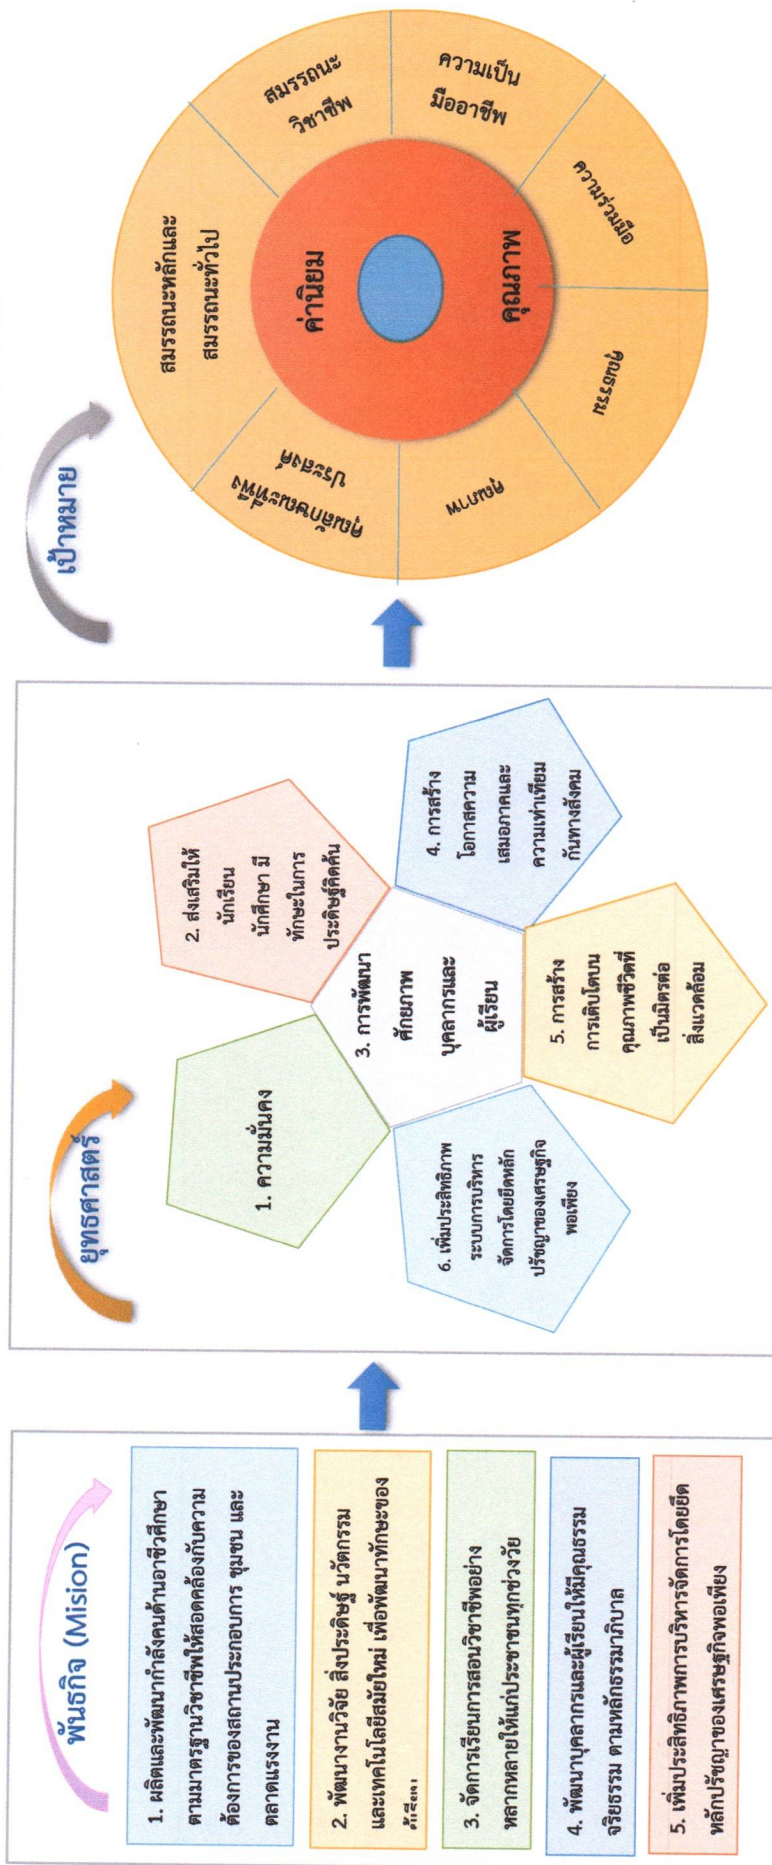 พันธกิจ (Mision)
1. ผลิตและพัฒนากำลังคนด้านอาชีวศึกษา
ตามมาตรฐานวิชาชีพให้สอดคล้องกับความ
ต้องการของสถานประกอบการ ชุมชน และ
ตลาดแรงงาน
2. พัฒนางานวิจัย สิ่งประดิษฐ์ นวัตกรรม
และเทคโนโลยีสมัยใหม่ เพื่อพัฒนาทักษะของ
3. จัดการเรียนการสอนวิชาชีพอย่าง
หลากหลายให้แก่ประชาชนทุกช่วงวัย
4. พัฒนาบุคลากรและผู้เรียนให้มีคุณธรรม
จริยธรรม ตามหลักธรรมาภิบาล
5. เพิ่มประสิทธิภาพการบริหารจัดการโดยยึด
หลักปรัชญาของเศรษฐกิจพอเพียง
ยุทธศาสตร์
1. ความมั่นคง
2. ส่งเสริมให้
นักเรียน
นักศึกษา มี
ทักษะในการ
ประดิษฐ์คิดค้น
3. การพัฒนา
ศักยภาพ
บุคลากรและ
ผู้เรียน
4. การสร้าง
โอกาสความ
เสมอภาคและ
ความเท่าเทียม
กันทางสังคม
5. การสร้าง
การเติบโตบน
คุณภาพชีวิตที่
เป็นมิตรต่อ
สิ่งแวดล้อม
6. เพิ่มประสิทธิภาพ
ระบบการบริหาร
จัดการโดยยึดหลัก
ปรัชญาของเศรษฐกิจ
พอเพียง
เป้าหมาย
สมรรถนะหลักและ
สมรรถนะทั่วไป
สมรรถนะ
วิชาชีพ
ความเป็น
มืออาชีพ
ความร่วมมือ
คุณธรรม
คุณภาพ
คุณลักษณะที่พึง
ประสงค์
ค่านิยม
คุณภาพ